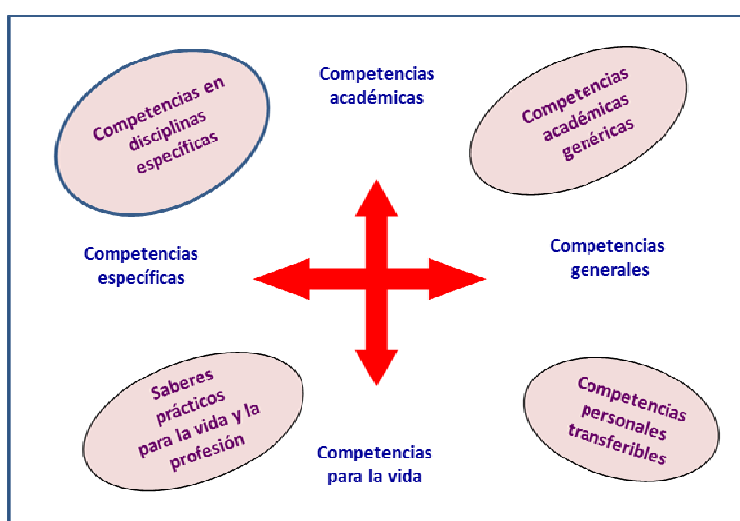 Competencias en
disciplinas
específicas
Competencias
académicas
Competencias
académicas
genéricas
Competencias
específicas
Competencias
generales
Saberes
prácticos
para la vida y la
profesión
Competencias
para la vida
Competencias
personales
transferibles